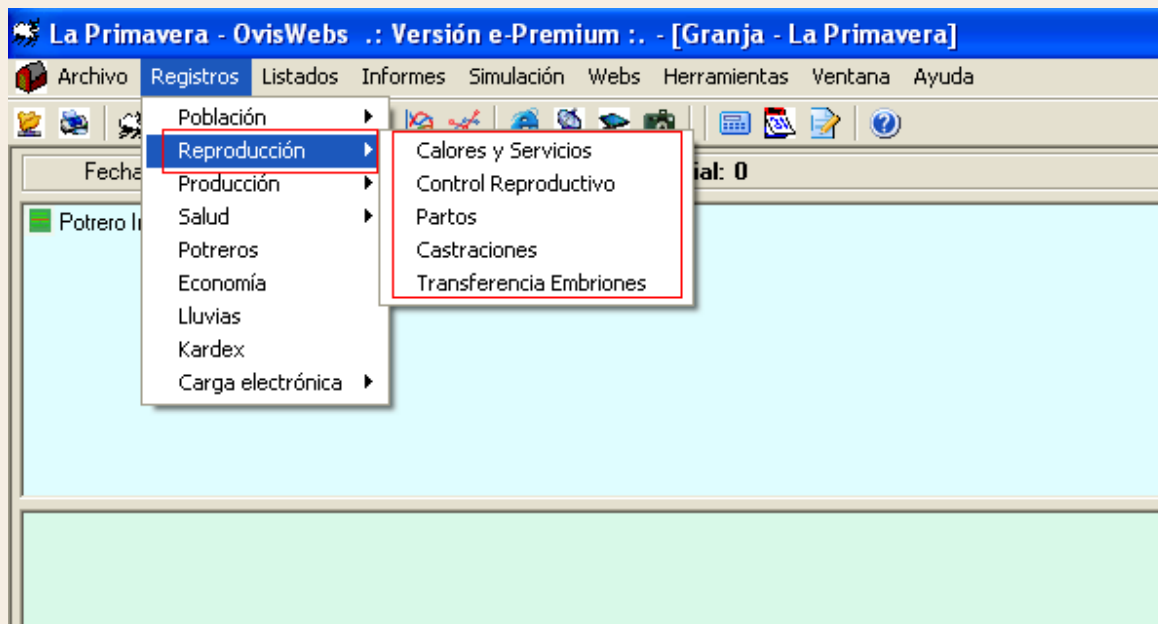 La Primavera - OvisWebs .: Versión e-Premium :. - [Granja - La Primavera]
Archivo Registros Listados Informes Simulación Webs Herramientas Ventana Ayuda
Fecha
ial: 0
Potrero
Población
Reproducción
Producción
Salud
Potreros
Economía
Lluvias
Kardex
Carga electrónica
Calores y Servicios
Control Reproductivo
Partos
Castraciones
Transferencia Embriones